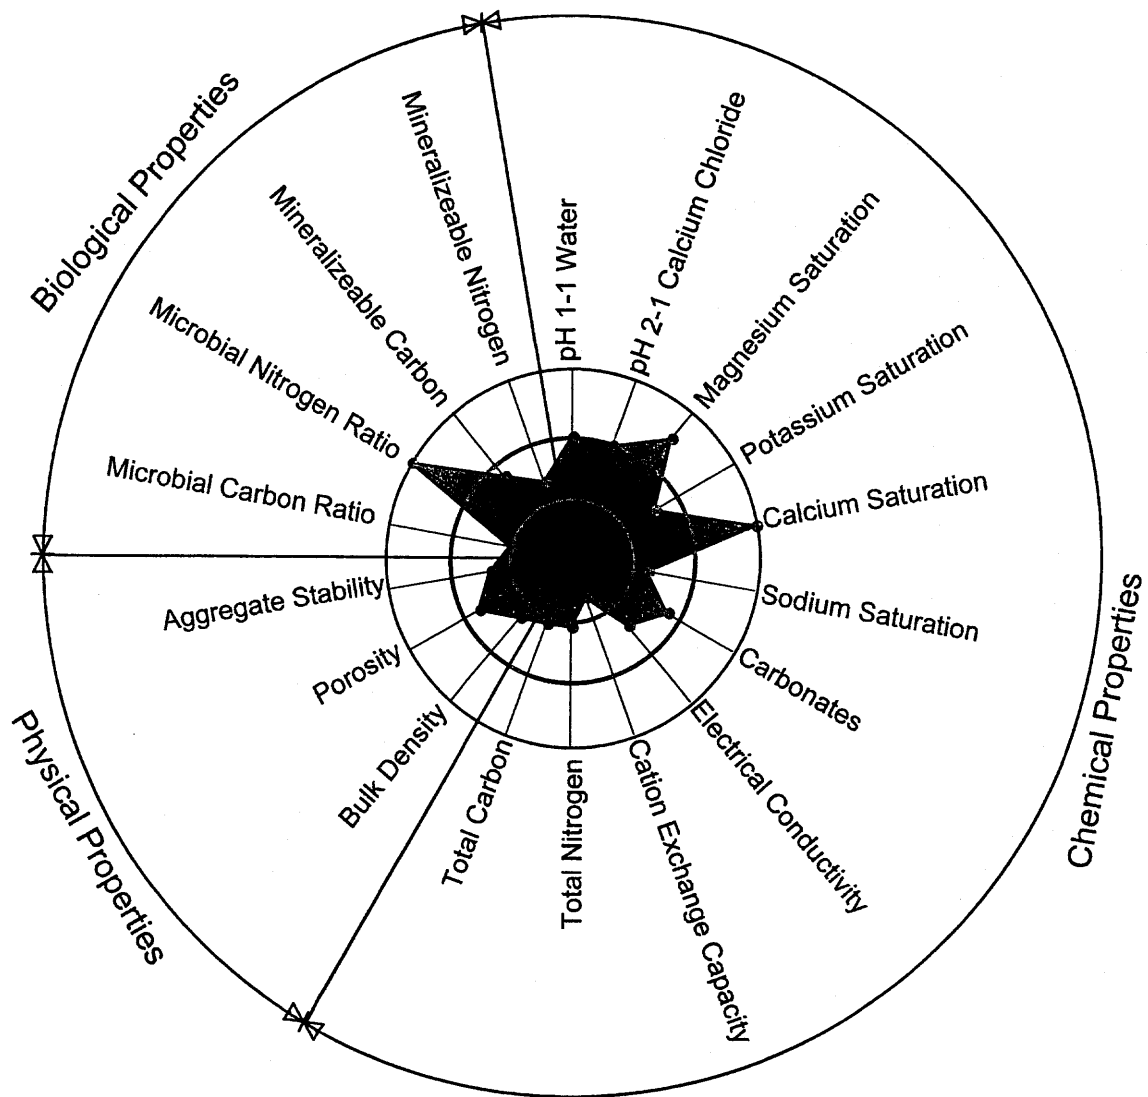 Biological Properties
Mineralizeable Nitrogen
Mineralizeable Carbon
Microbial Nitrogen Ratio
Microbial Carbon Ratio
pH 1-1 Water
pH 2-1 Calcium Chloride
Magnesium Saturation
Potassium Saturation
Calcium Saturation
Sodium Saturation
Carbonates
Electrical Conductivity
Cation Exchange Capacity
Total Nitrogen
Total Carbon
Chemical Properties
Aggregate Stability
Porosity
Bulk Density
Physical Properties